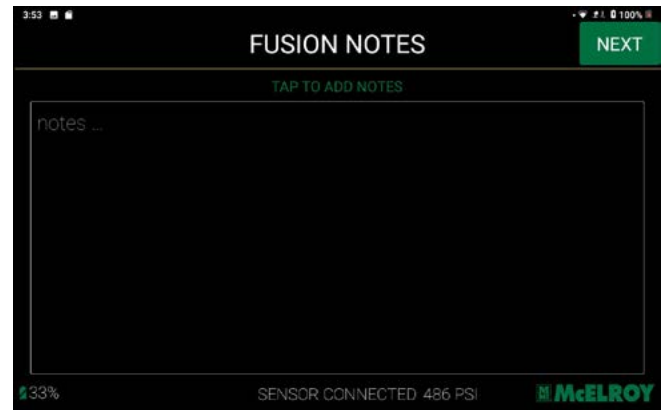 3:53 100%
FUSION NOTES
NEXT
TAP TO ADD NOTES
notes ...
33%
SENSOR CONNECTED 486 PSI
McELROY